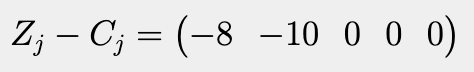 Z_j − C_j = (−8 −10 0 0 0)